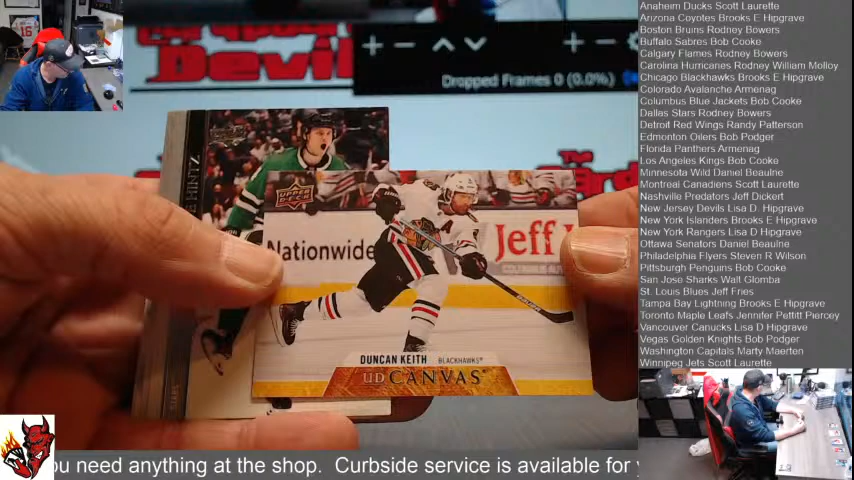 Anaheim Ducks Scott Laurette
Arizona Coyotes Brooks E Hipgrave
Boston Bruins Rodney Bowers
Buffalo Sabres Bob Cooke
Calgary Flames Rodney Bowers
Carolina Hurricanes Rodney William Molloy
Chicago Blackhawks Brooks E Hipgrave
Colorado Avalanche Armenag
Columbus Blue Jackets Bob Cooke
Dallas Stars Rodney Bowers
Detroit Red Wings Randy Patterson
Edmonton Oilers Bob Podger
Florida Panthers Armenag
Los Angeles Kings Bob Cooke
Minnesota Wild Daniel Beaulne
Montreal Canadiens Scott Laurette
Nashville Predators Jeff Dickert
New Jersey Devils Lisa D. Hipgrave
New York Islanders Brooks E Hipgrave
New York Rangers Lisa D. Hipgrave
Ottawa Senators Daniel Beaulne
Philadelphia Flyers Steven R Wilson
Pittsburgh Penguins Bob Cooke
San Jose Sharks Walt Glomba
St. Louis Blues Jeff Fries
Tampa Bay Lightning Brooks E Hipgrave
Toronto Maple Leafs Jennifer Pettitt Piercey
Vancouver Canucks Lisa D Hipgrave
Vegas Golden Knights Bob Podger
Washington Capitals Marty Maerten
Winnipeg Jets Scott Laurette
Devil
Dropped Frames 0 (0.0%)
HINTZ
STARS
UPPER DECK
Nationwide
Jeff
A
DUNCAN KEITH BLACKHAWKS
UD CANVAS
The
16
ou need anything at the shop. Curbside service is available for